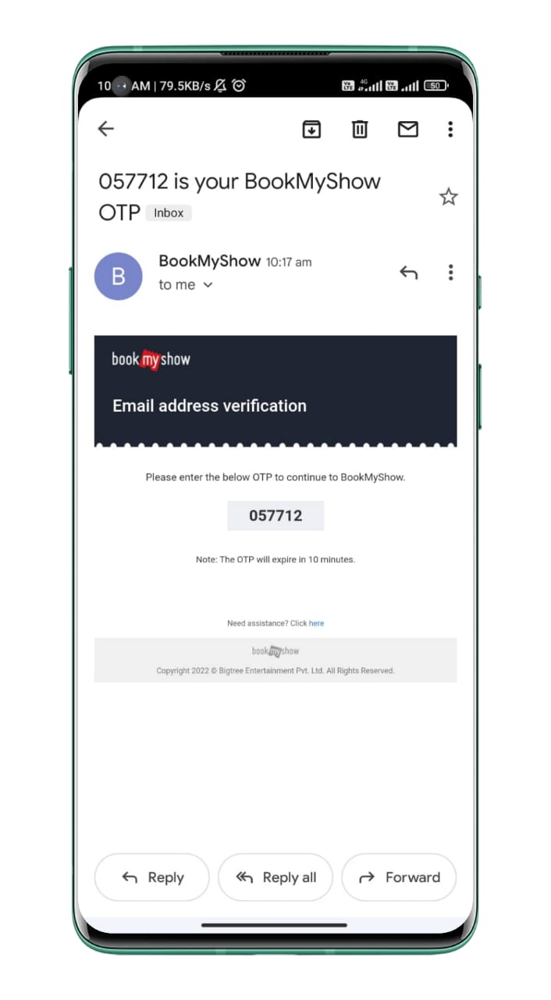 10 AM | 79.5KB/s
50
057712 is your BookMyShow
OTP Inbox
B
BookMyShow 10:17 am
to me
book my show
Email address verification
Please enter the below OTP to continue to BookMyShow.
057712
Note: The OTP will expire in 10 minutes.
Need assistance? Click here
book my show
Copyright 2022 © Bigtree Entertainment Pvt. Ltd. All Rights Reserved.
Reply
Reply all
Forward